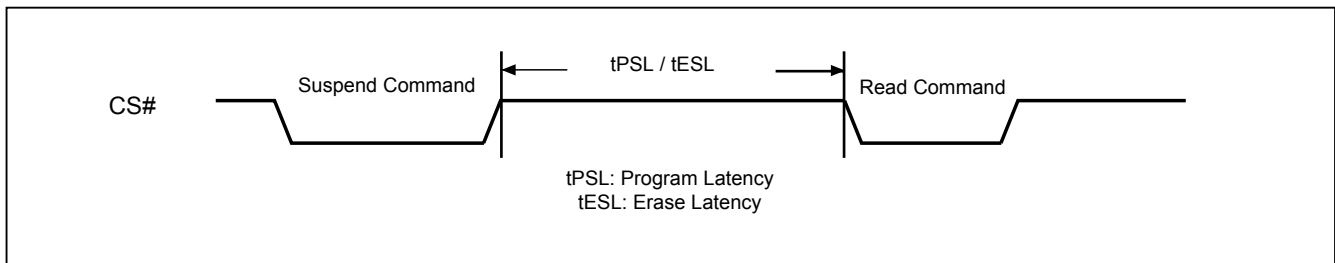 tPSL / tESL
Suspend Command
Read Command
CS#
tPSL: Program Latency
tESL: Erase Latency